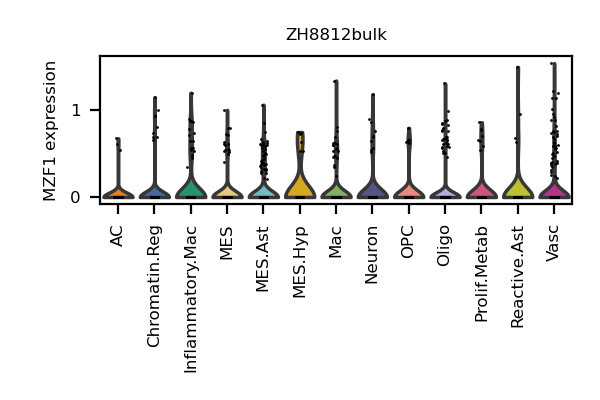 ZH8812bulk
MZF1 expression
1
0
AC
Chromatin.Reg
Inflammatory.Mac
MES
MES.Ast
MES.Hyp
Mac
Neuron
OPC
Oligo
Prolif.Metab
Reactive.Ast
Vasc